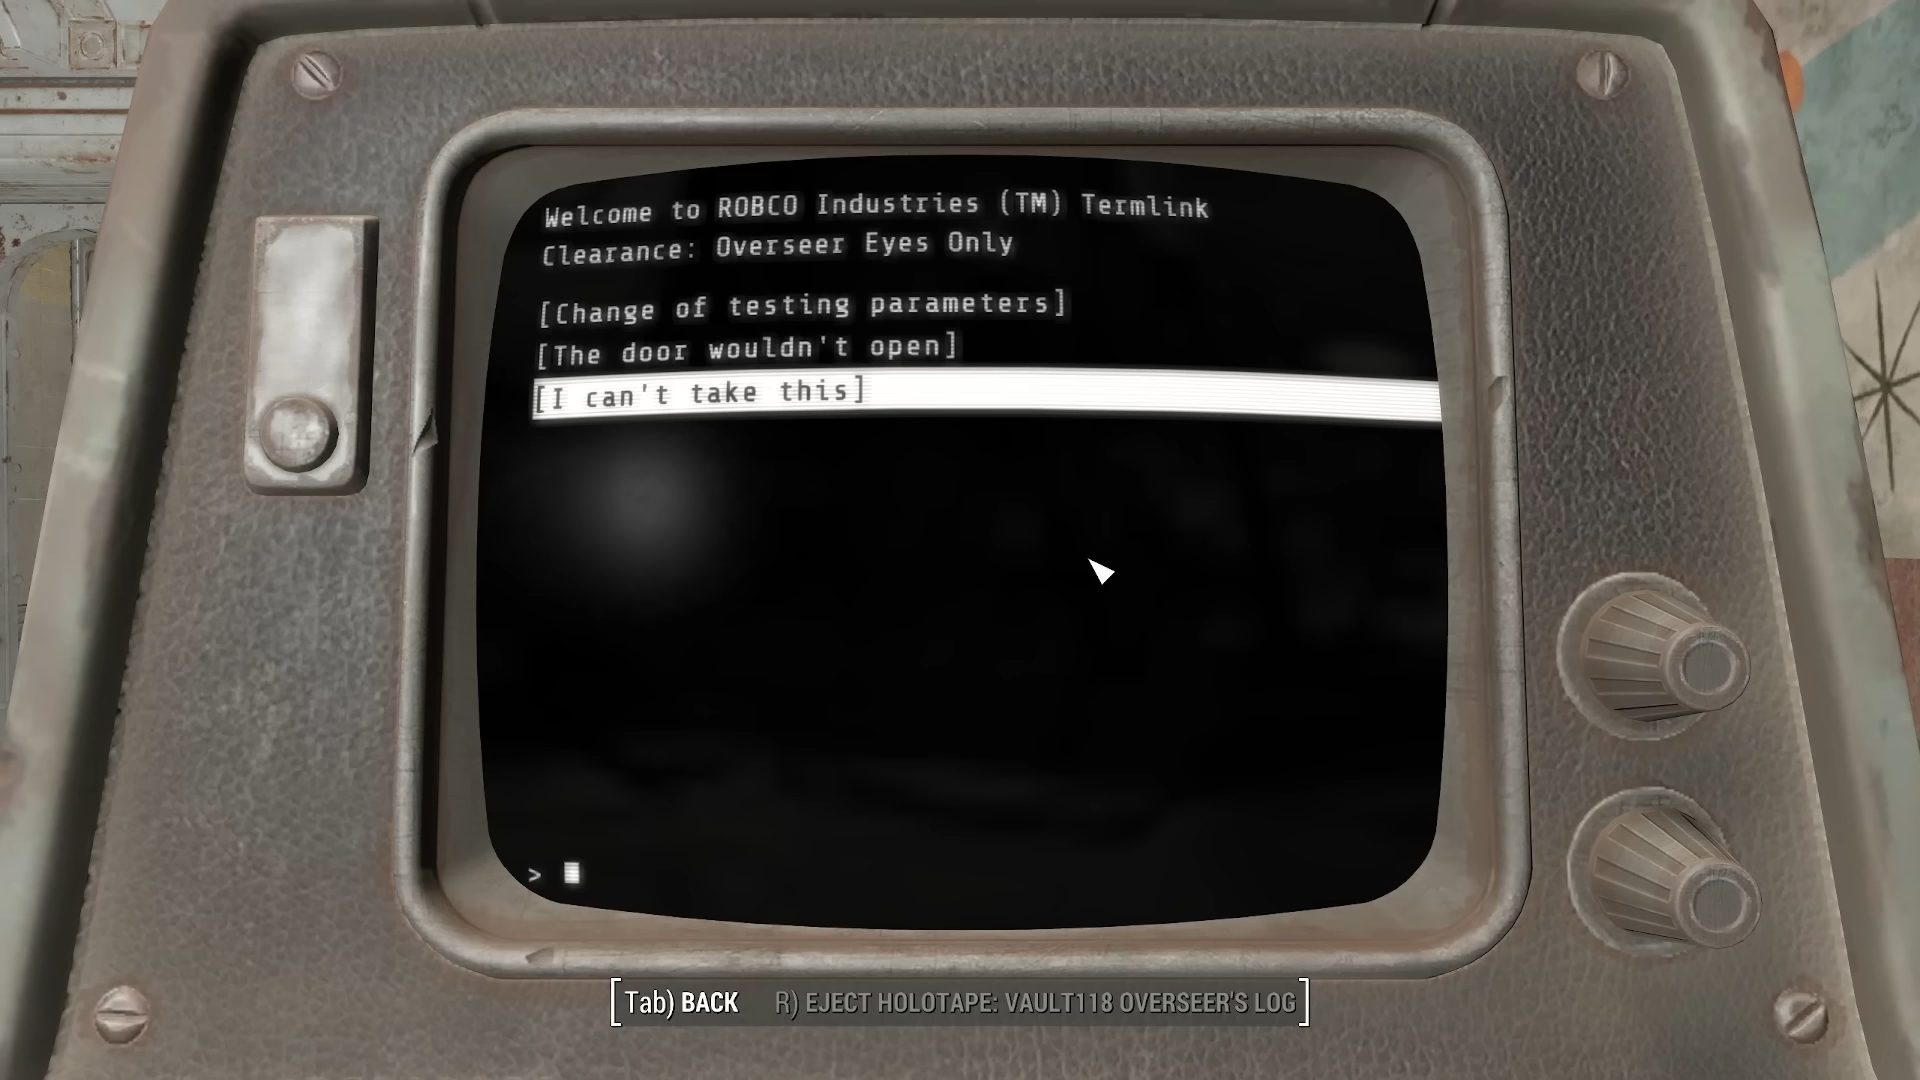 Welcome to ROBCO Industries (TM) Termlink
Clearance: Overseer Eyes Only
[Change of testing parameters]
[The door wouldn't open]
[I can't take this]
>
Tab) BACK R) EJECT HOLOTAPE: VAULT118 OVERSEER'S LOG